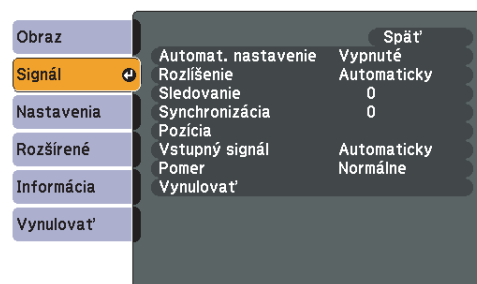 Obraz
Signál
Nastavenia
Rozšírené
Informácia
Vynulovať
Späť
Automat. nastavenie Vypnuté
Rozlíšenie Automaticky
Sledovanie 0
Synchronizácia 0
Pozícia
Vstupný signál Automaticky
Pomer Normálne
Vynulovať